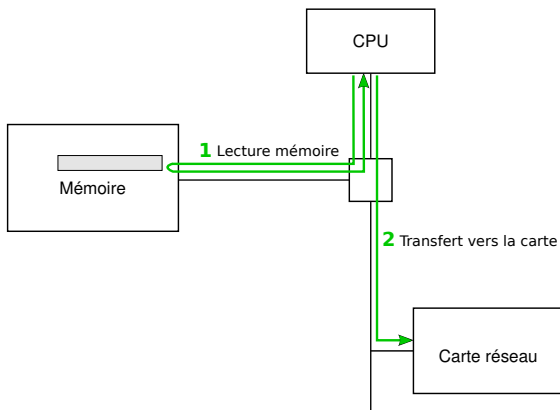 CPU
1 Lecture mémoire
Mémoire
2 Transfert vers la carte
Carte réseau